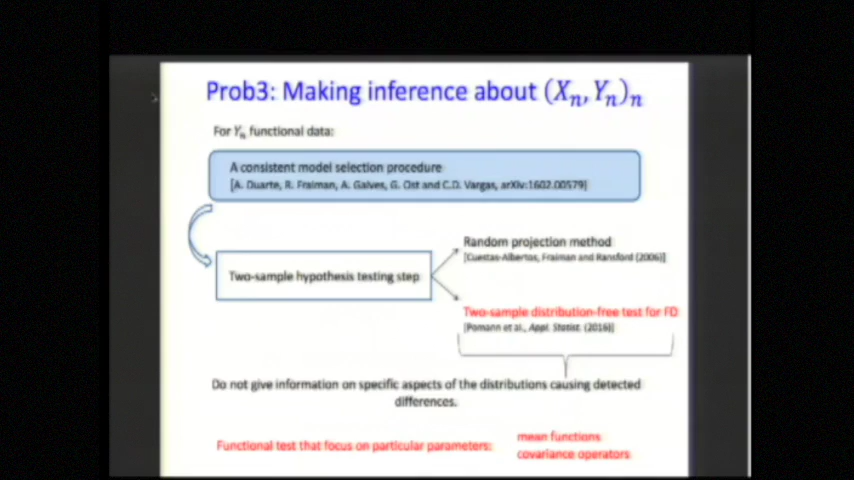 Prob3: Making inference about (Xₙ, Yₙ)ₙ
For Yₙ functional data:
A consistent model selection procedure
[A. Duarte, R. Fraiman, A. Galves, G. Ost and C.D. Vargas, arXiv:1602.00579]
Random projection method
[Cuestas-Albertos, Fraiman and Ransford (2006)]
Two-sample hypothesis testing step
Two-sample distribution-free test for FD
[Pomann et al., Appl. Statist. (2016)]
Do not give information on specific aspects of the distributions causing detected
differences.
Functional test that focus on particular parameters:
mean functions
covariance operators